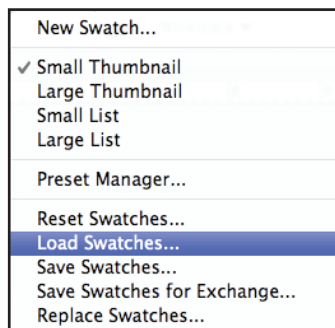 New Swatch...
✓ Small Thumbnail
Large Thumbnail
Small List
Large List
Preset Manager...
Reset Swatches...
Load Swatches...
Save Swatches...
Save Swatches for Exchange...
Replace Swatches...